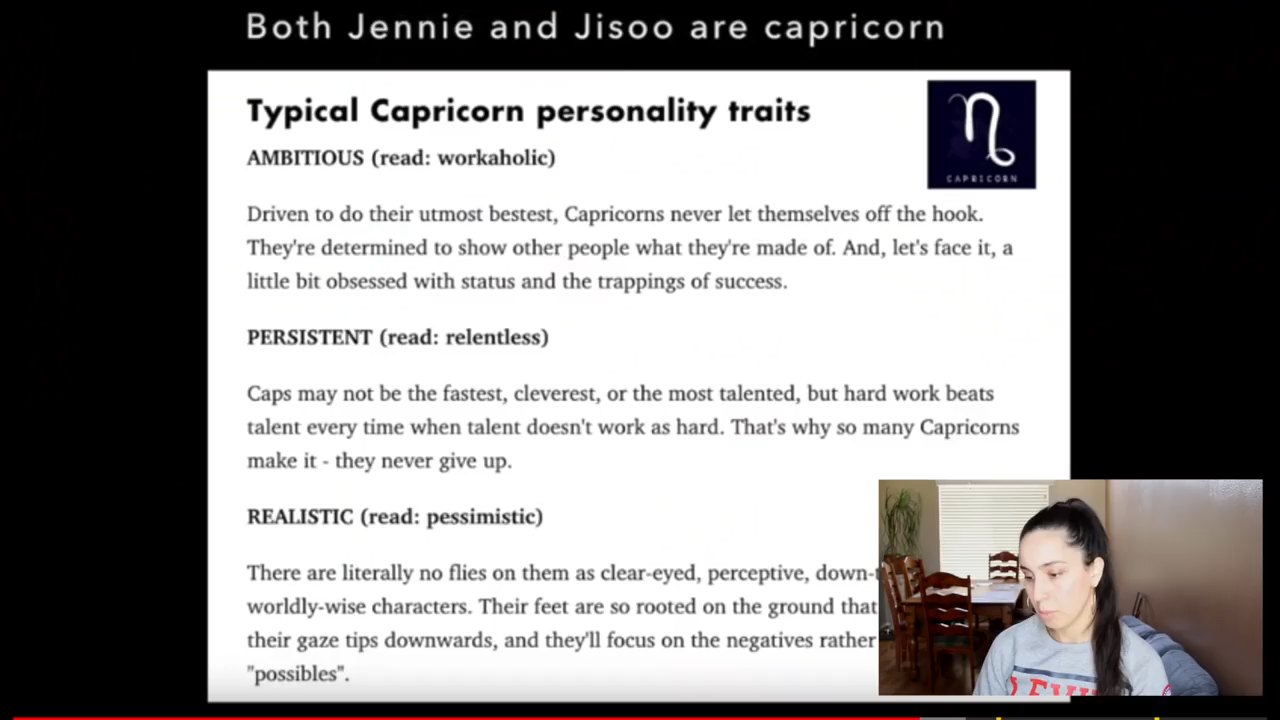 Both Jennie and Jisoo are capricorn
Typical Capricorn personality traits
CAPRICORN
AMBITIOUS (read: workaholic)
Driven to do their utmost bestest, Capricorns never let themselves off the hook.
They're determined to show other people what they're made of. And, let's face it, a
little bit obsessed with status and the trappings of success.
PERSISTENT (read: relentless)
Caps may not be the fastest, cleverest, or the most talented, but hard work beats
talent every time when talent doesn't work as hard. That's why so many Capricorns
make it - they never give up.
REALISTIC (read: pessimistic)
There are literally no flies on them as clear-eyed, perceptive, down-
worldly-wise characters. Their feet are so rooted on the ground that
their gaze tips downwards, and they'll focus on the negatives rather
"possibles".